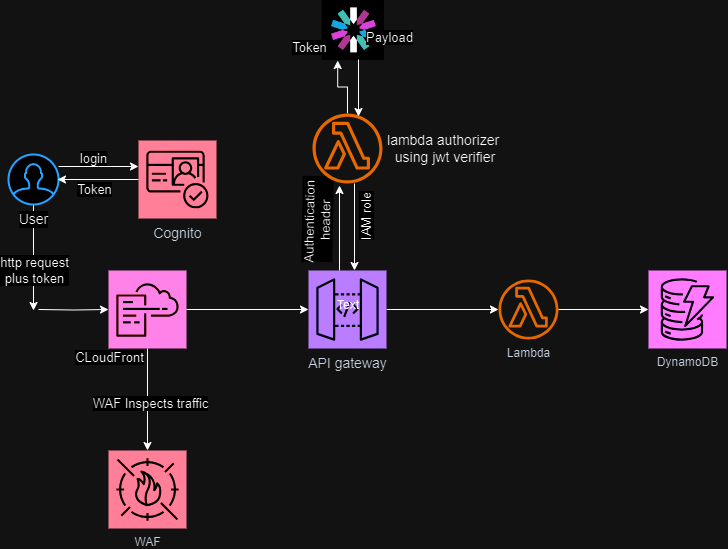 Payload
Token
lambda authorizer
using jwt verifier
login
Token
User
Cognito
Authentication
header
IAM role
http request
plus token
Text
CLoudFront
API gateway
Lambda
DynamoDB
WAF Inspects traffic
WAF